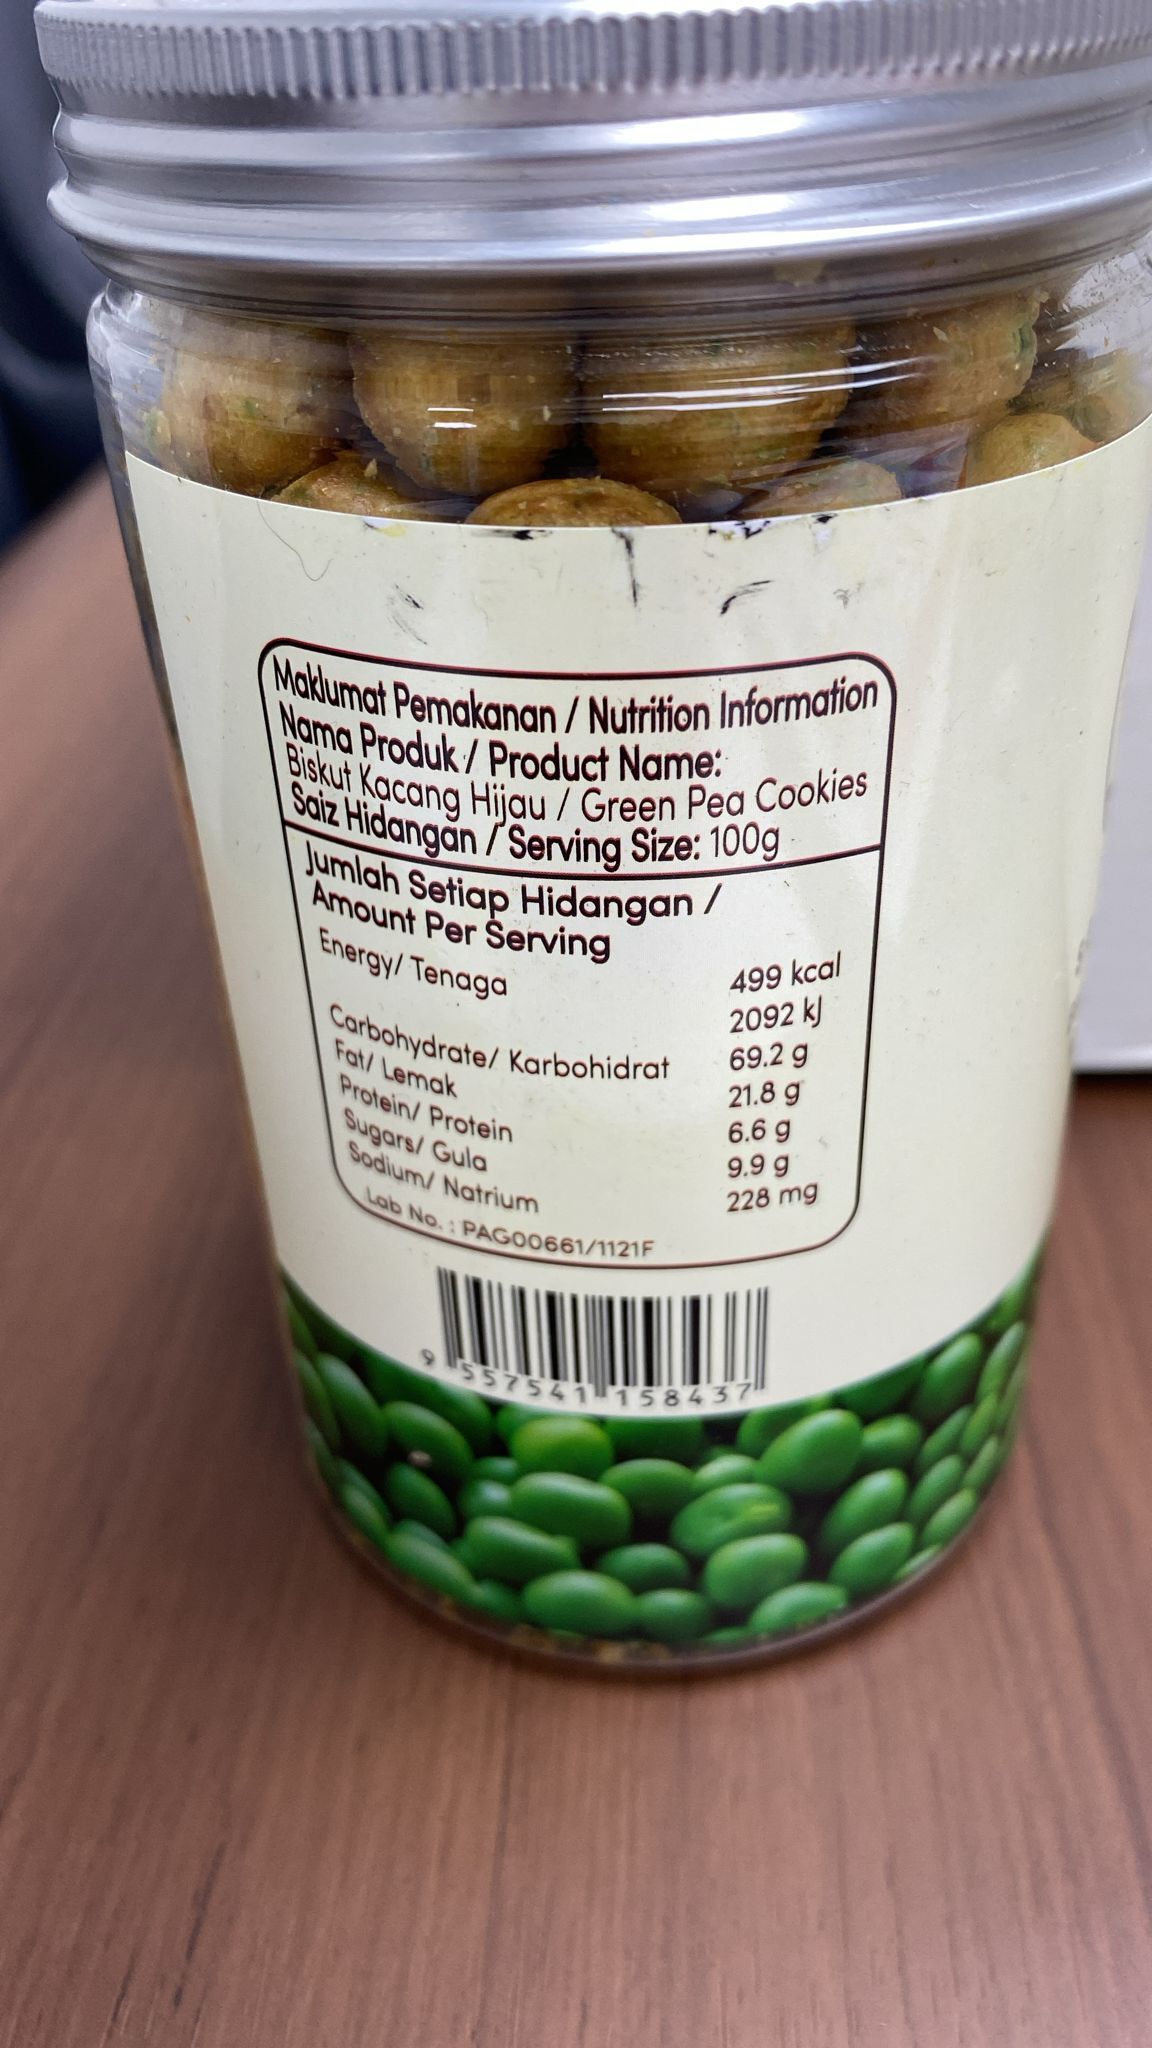 Maklumat Pemakanan / Nutrition Information
Nama Produk / Product Name:
Biskut Kacang Hijau / Green Pea Cookies
Saiz Hidangan / Serving Size: 100g
Jumlah Setiap Hidangan /
Amount Per Serving
Energy/ Tenaga 499 kcal
2092 kJ
Carbohydrate/ Karbohidrat 69.2 g
Fat/ Lemak 21.8 g
Protein/ Protein 6.6 g
Sugars/ Gula 9.9 g
Sodium/ Natrium 228 mg
Lab No. : PAG00661/1121F
9 557541 158437